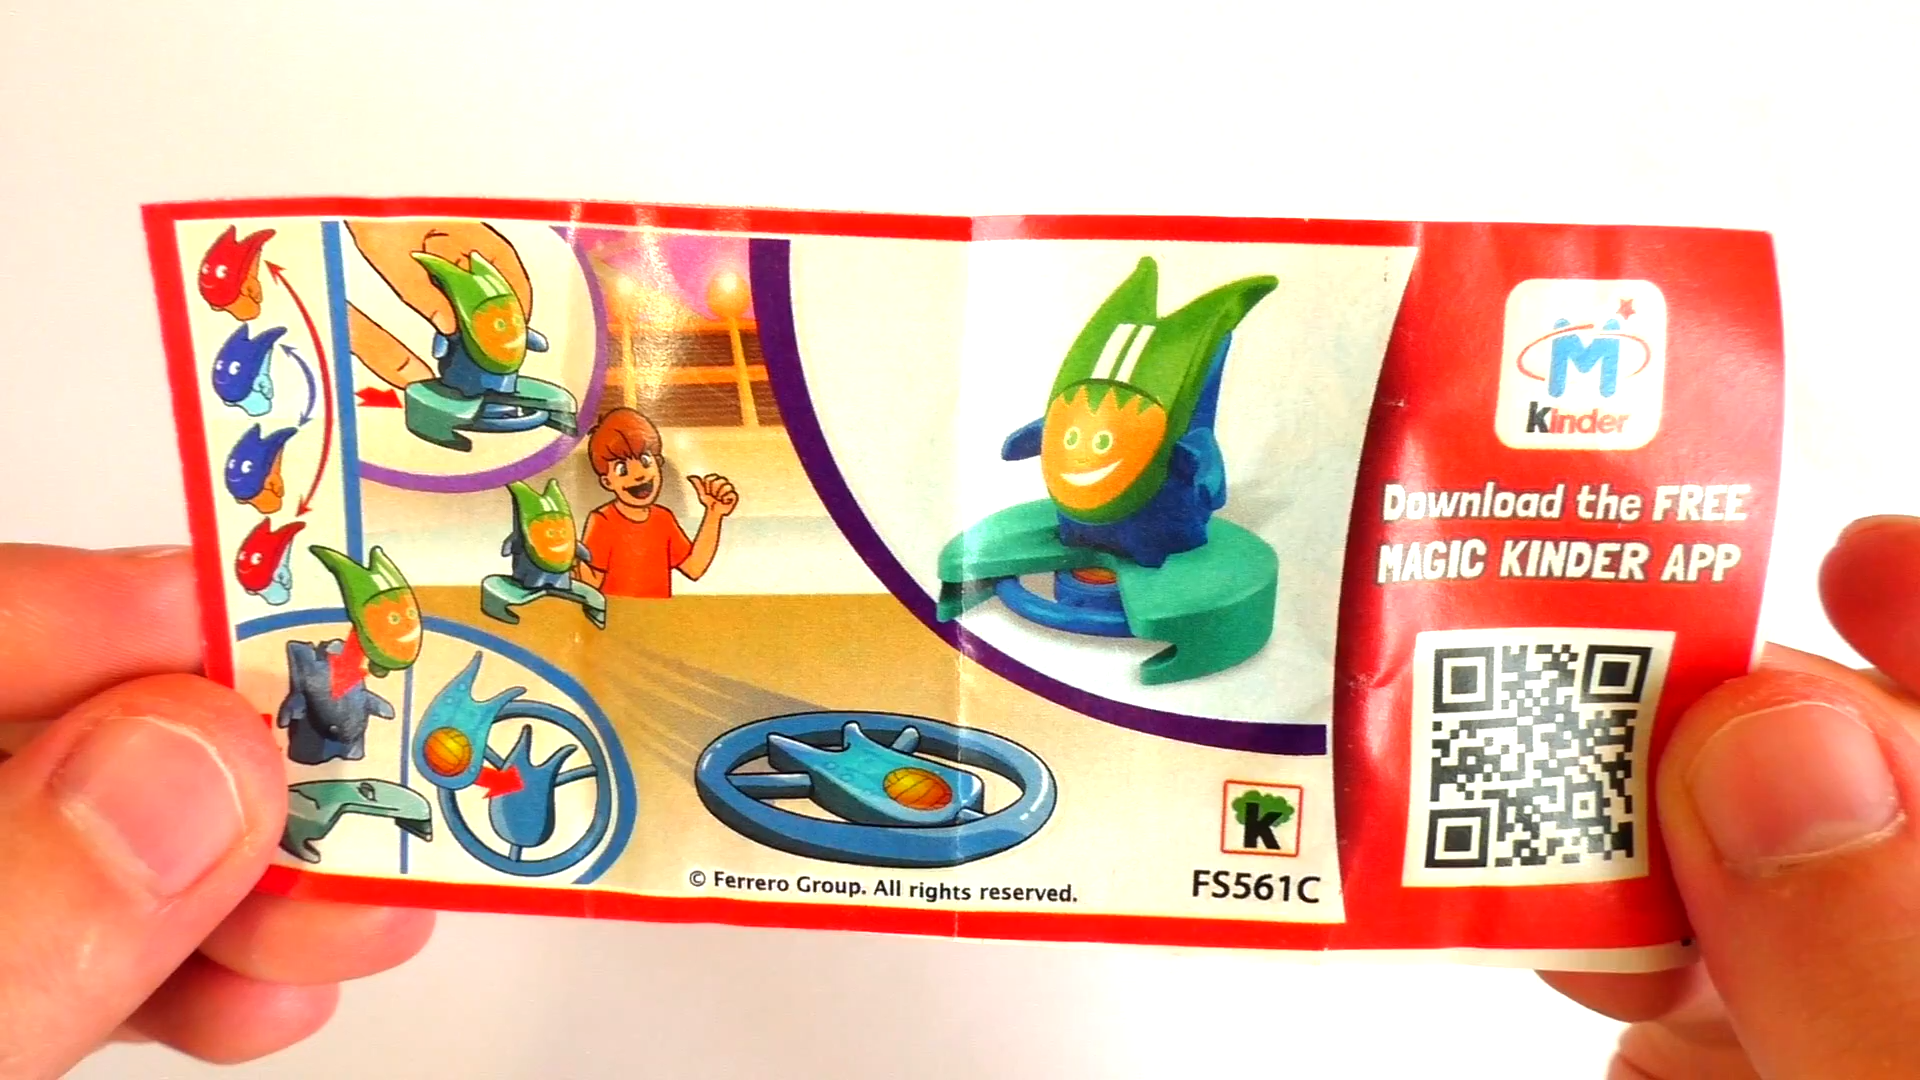 M
Kinder
Download the FREE
MAGIC KINDER APP
K
FS561C
© Ferrero Group. All rights reserved.